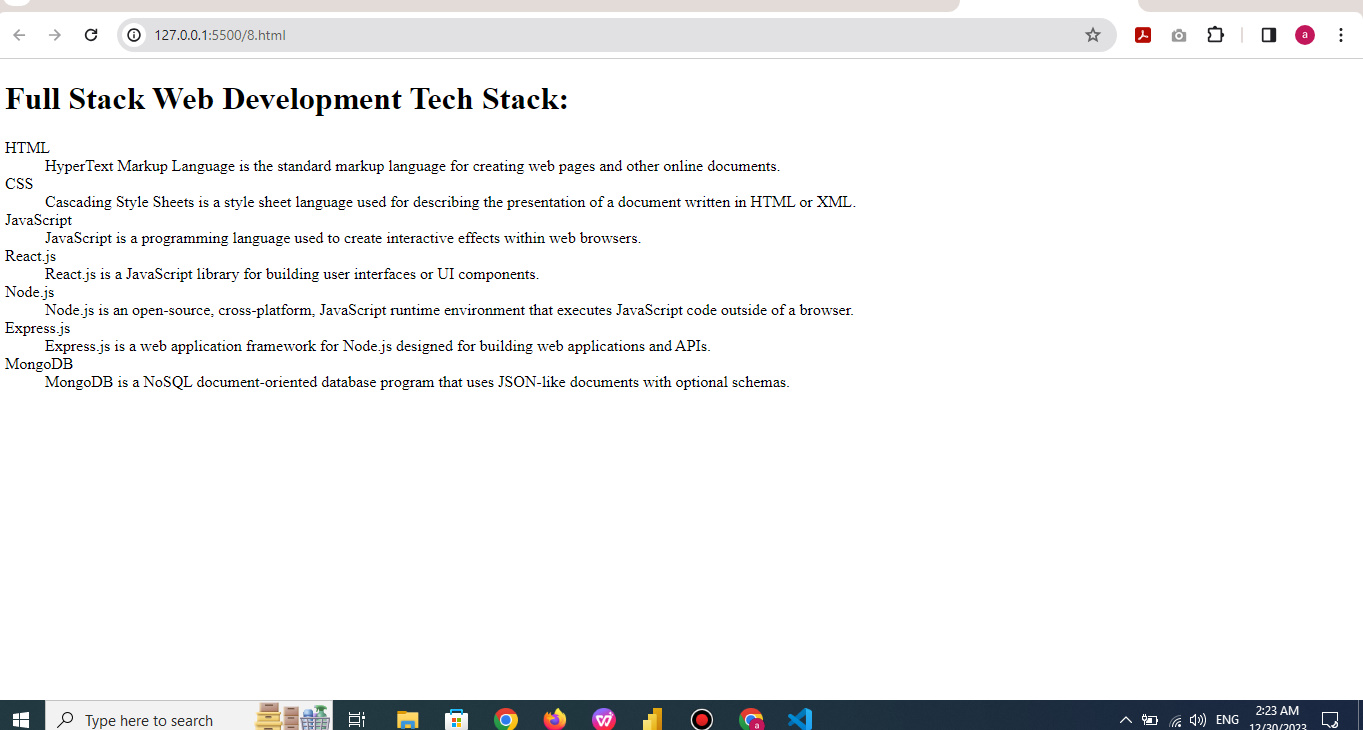 127.0.0.1:5500/8.html
a
Full Stack Web Development Tech Stack:
HTML
HyperText Markup Language is the standard markup language for creating web pages and other online documents.
CSS
Cascading Style Sheets is a style sheet language used for describing the presentation of a document written in HTML or XML.
JavaScript
JavaScript is a programming language used to create interactive effects within web browsers.
React.js
React.js is a JavaScript library for building user interfaces or UI components.
Node.js
Node.js is an open-source, cross-platform, JavaScript runtime environment that executes JavaScript code outside of a browser.
Express.js
Express.js is a web application framework for Node.js designed for building web applications and APIs.
MongoDB
MongoDB is a NoSQL document-oriented database program that uses JSON-like documents with optional schemas.
Type here to search
a
ENG
2:23 AM
12/30/2023